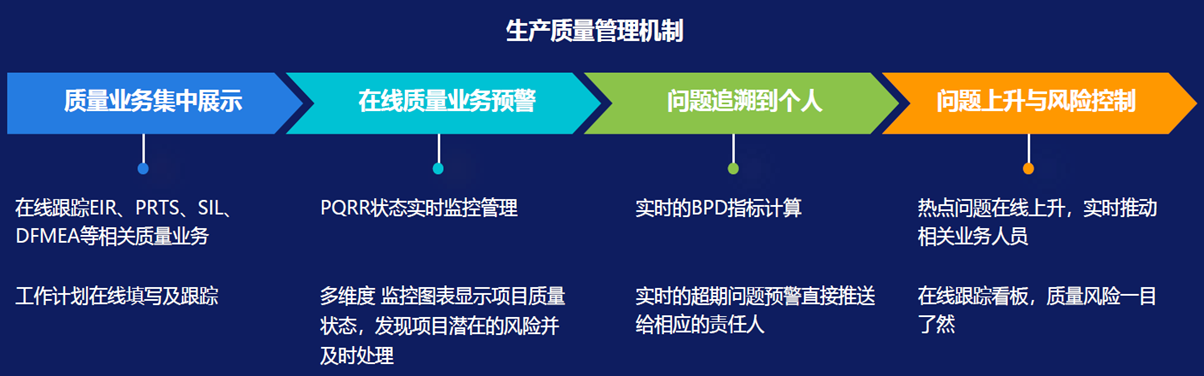 生产质量管理机制
质量业务集中展示
在线质量业务预警
问题追溯到个人
问题上升与风险控制
在线跟踪EIR、PRTS、SIL、
DFMEA等相关质量业务
工作计划在线填写及跟踪
PQRR状态实时监控管理
多维度 监控图表显示项目质量
状态，发现项目潜在的风险并
及时处理
实时的BPD指标计算
实时的超期问题预警直接推送
给相应的责任人
热点问题在线上升，实时推动
相关业务人员
在线跟踪看板，质量风险一目
了然